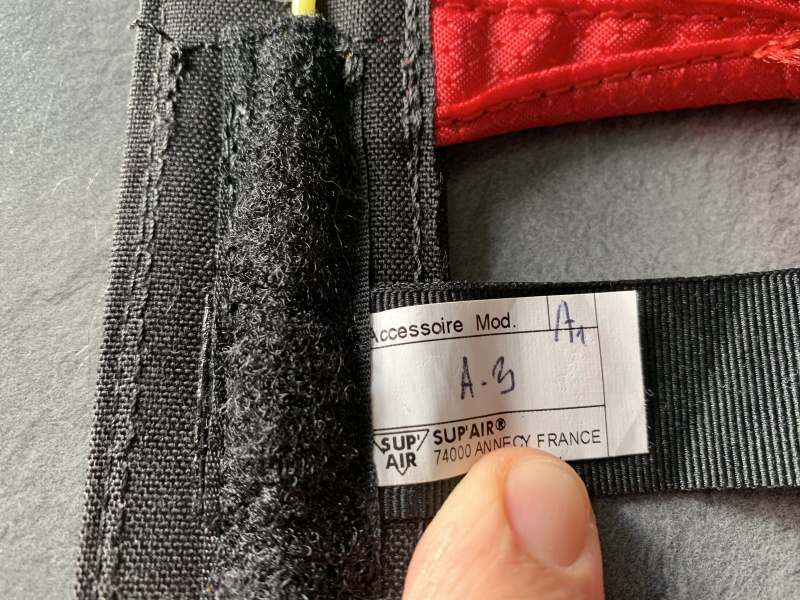 Accessoire Mod. A1
A.3
SUP'AIR
SUP'AIR®
74000 ANNECY FRANCE